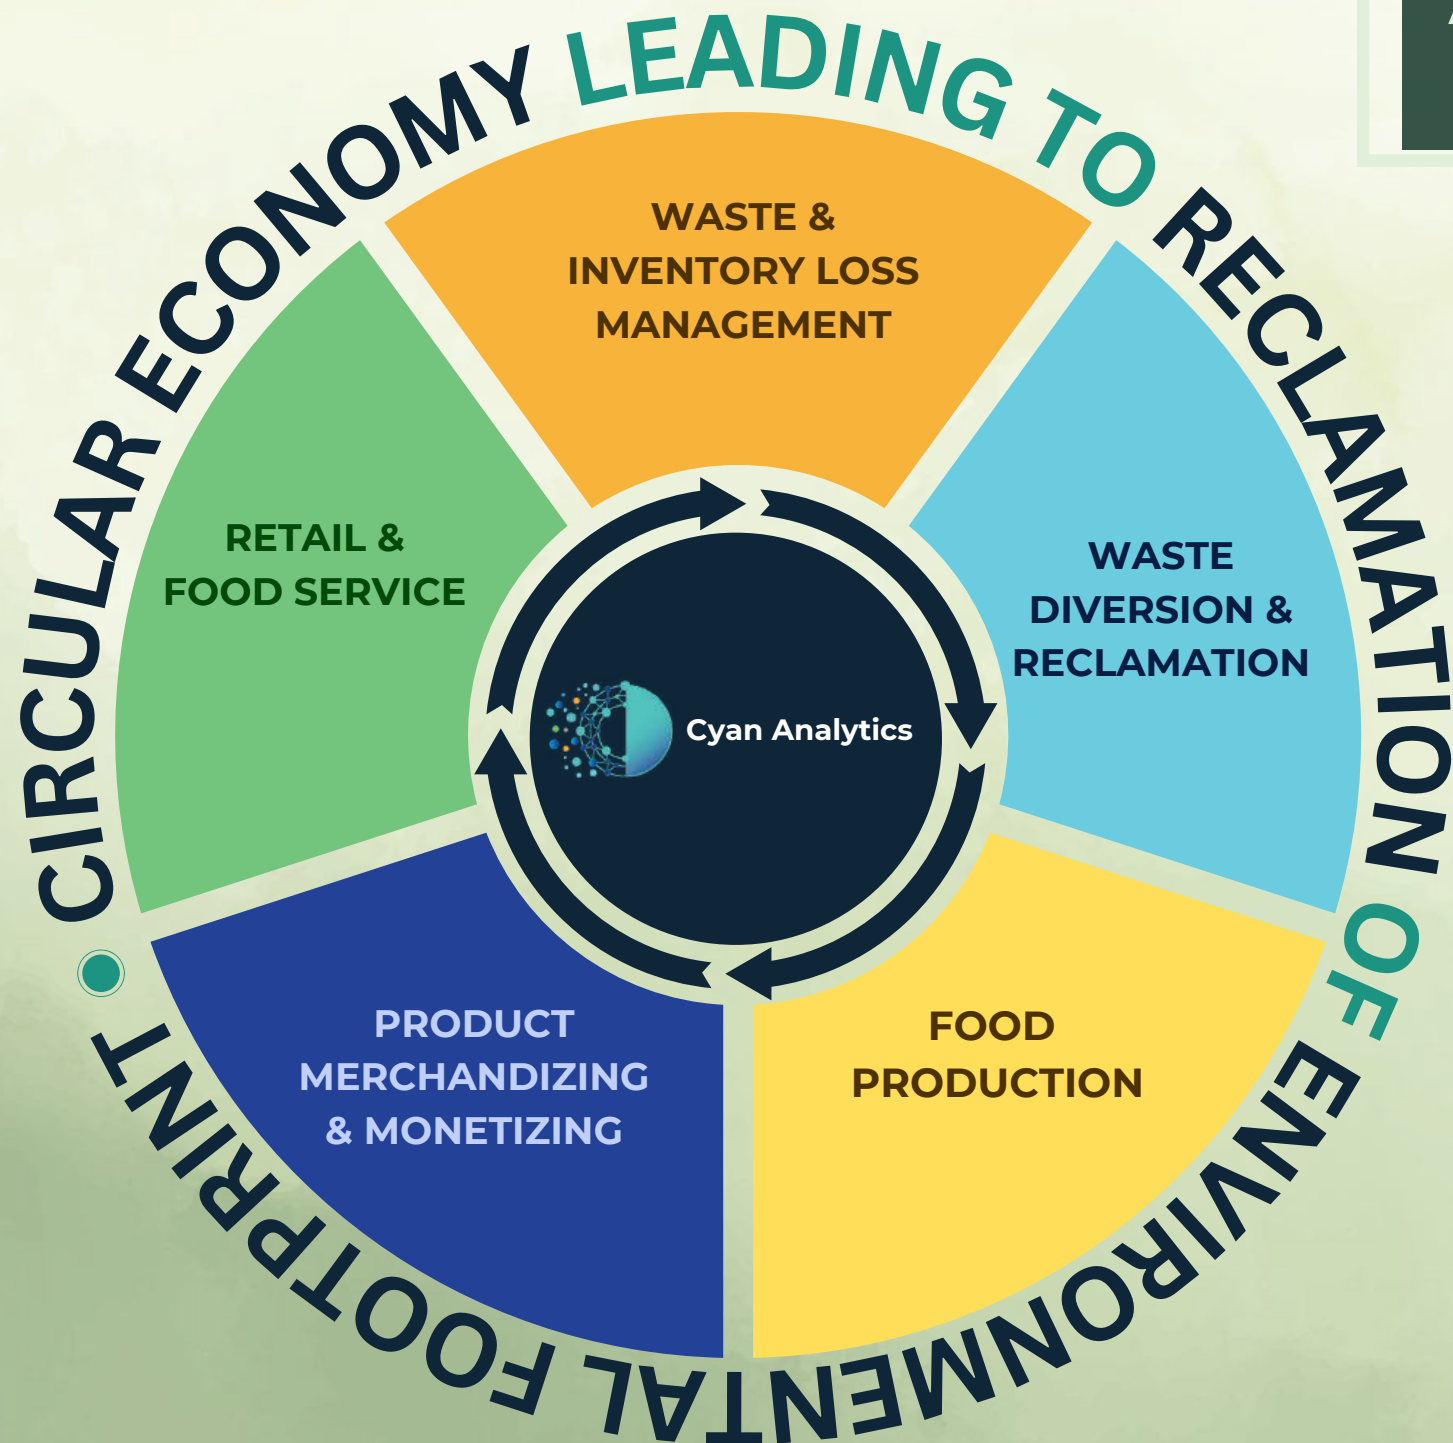 CIRCULAR ECONOMY LEADING TO RECLAMATION OF ENVIRONMENTAL FOOTPRINT
WASTE &
INVENTORY LOSS
MANAGEMENT
WASTE
DIVERSION &
RECLAMATION
FOOD
PRODUCTION
PRODUCT
MERCHANDIZING
& MONETIZING
RETAIL &
FOOD SERVICE
Cyan Analytics